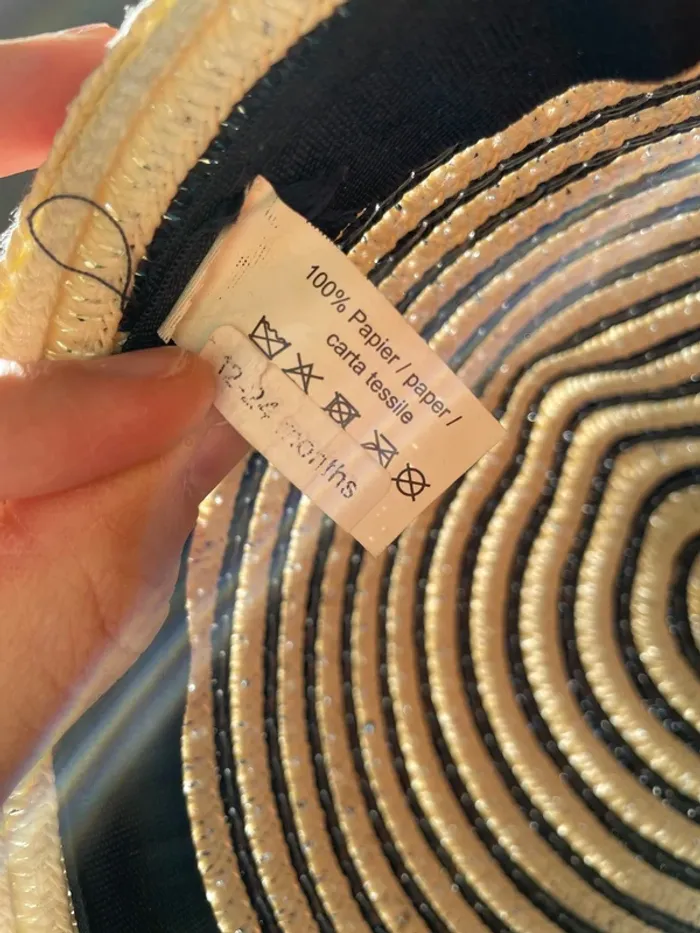 100% Papier / paper /
carta tessile
12-24 months